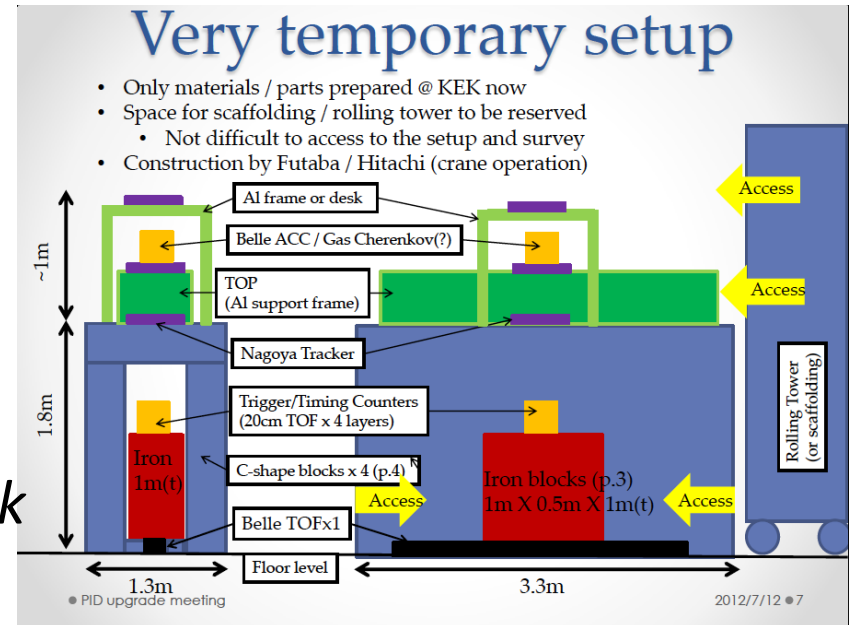 Very temporary setup
• Only materials / parts prepared @ KEK now
• Space for scaffolding / rolling tower to be reserved
• Not difficult to access to the setup and survey
• Construction by Futaba / Hitachi (crane operation)
Access
Al frame or desk
Belle ACC / Gas Cherenkov(?)
~1m
TOP
(Al support frame)
Access
Nagoya Tracker
Rolling Tower
(or scaffolding)
1.8m
Trigger/Timing Counters
(20cm TOF x 4 layers)
Iron
1m(t)
C-shape blocks x 4 (p.4)
Iron blocks (p.3)
1m X 0.5m X 1m(t)
Access
Access
k
Belle TOFx1
Floor level
1.3m
3.3m
PID upgrade meeting
2012/7/12
7